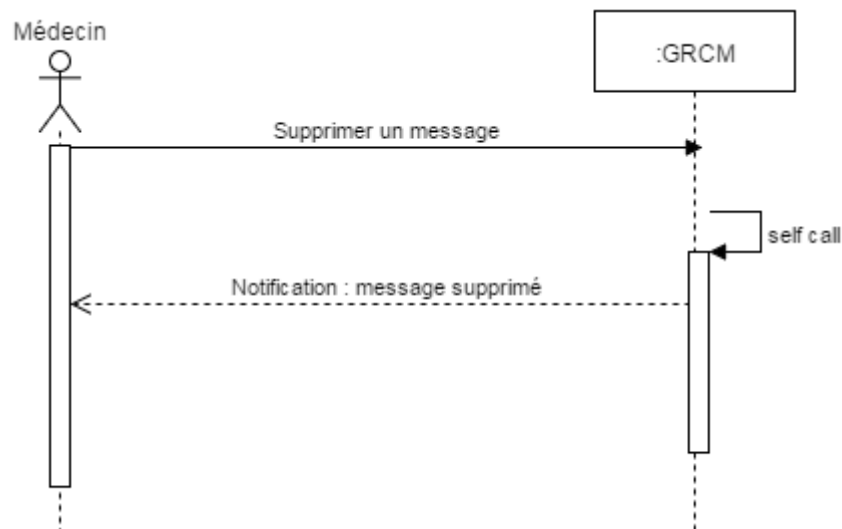 Médecin
:GRCM
Supprimer un message
self call
Notification : message supprimé